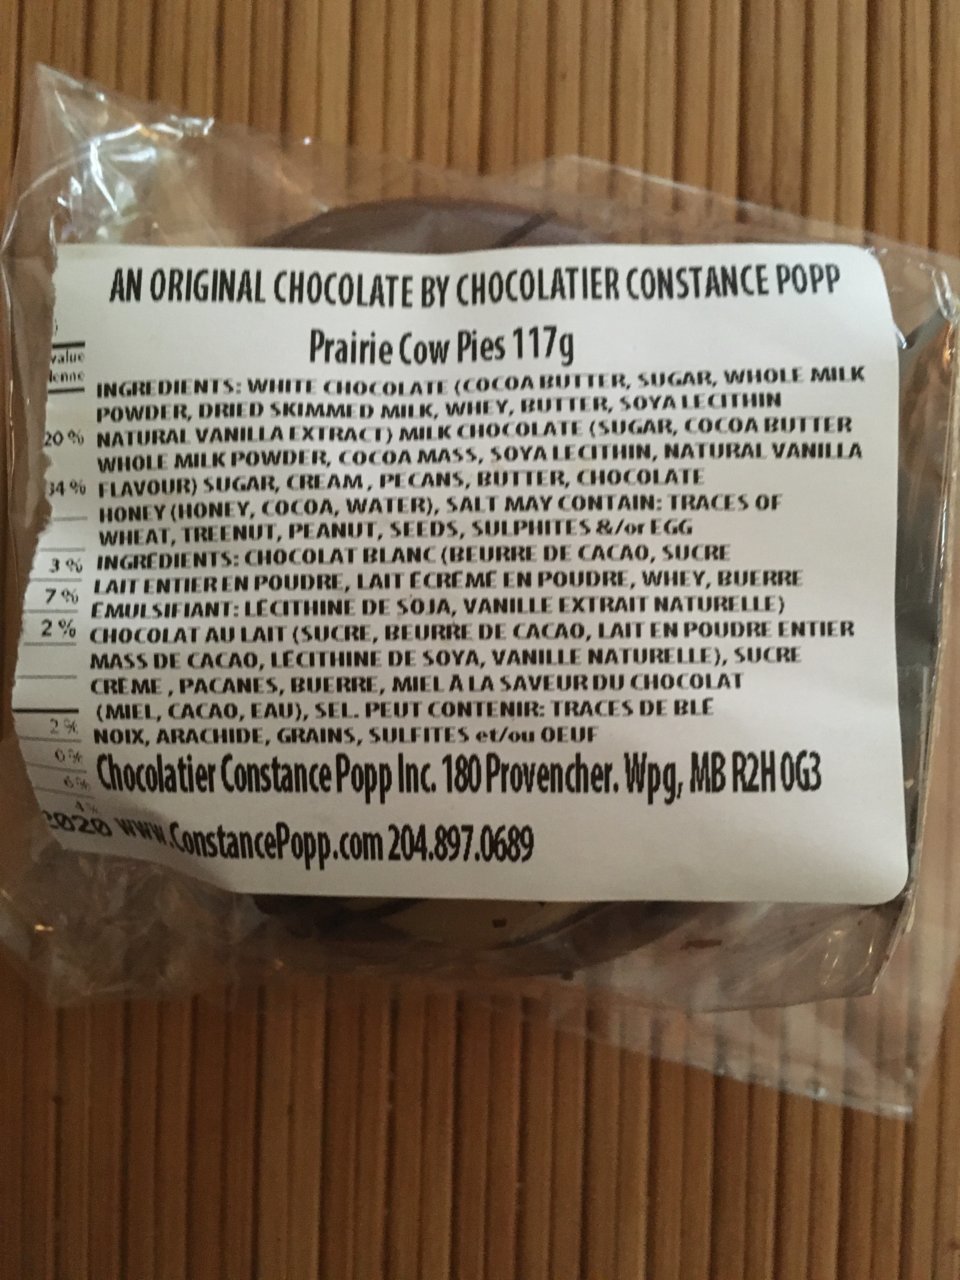 AN ORIGINAL CHOCOLATE BY CHOCOLATIER CONSTANCE POPP
Prairie Cow Pies 117g
INGREDIENTS: WHITE CHOCOLATE (COCOA BUTTER, SUGAR, WHOLE MILK
POWDER, DRIED SKIMMED MILK, WHEY, BUTTER, SOYA LECITHIN
NATURAL VANILLA EXTRACT) MILK CHOCOLATE (SUGAR, COCOA BUTTER
WHOLE MILK POWDER, COCOA MASS, SOYA LECITHIN, NATURAL VANILLA
FLAVOUR) SUGAR, CREAM, PECANS, BUTTER, CHOCOLATE
HONEY (HONEY, COCOA, WATER), SALT MAY CONTAIN: TRACES OF
WHEAT, TREENUT, PEANUT, SEEDS, SULPHITES &/or EGG
INGRÉDIENTS: CHOCOLAT BLANC (BEURRE DE CACAO, SUCRE
LAIT ENTIER EN POUDRE, LAIT ÉCRÉMÉ EN POUDRE, WHEY, BUERRE
ÉMULSIFIANT: LÉCITHINE DE SOJA, VANILLE EXTRAIT NATURELLE)
CHOCOLAT AU LAIT (SUCRE, BEURRE DE CACAO, LAIT EN POUDRE ENTIER
MASS DE CACAO, LÉCITHINE DE SOYA, VANILLE NATURELLE), SUCRE
CRÈME, PACANES, BUERRE, MIEL À LA SAVEUR DU CHOCOLAT
(MIEL, CACAO, EAU), SEL. PEUT CONTENIR: TRACES DE BLÉ
NOIX, ARACHIDE, GRAINS, SULFITES et/ou OEUF
Chocolatier Constance Popp Inc. 180 Provencher. Wpg, MB R2H 0G3
www.ConstancePopp.com 204.897.0689
value
20 %
34 %
3 %
7 %
2 %
2 %
0 %
6 %
4 %
2020